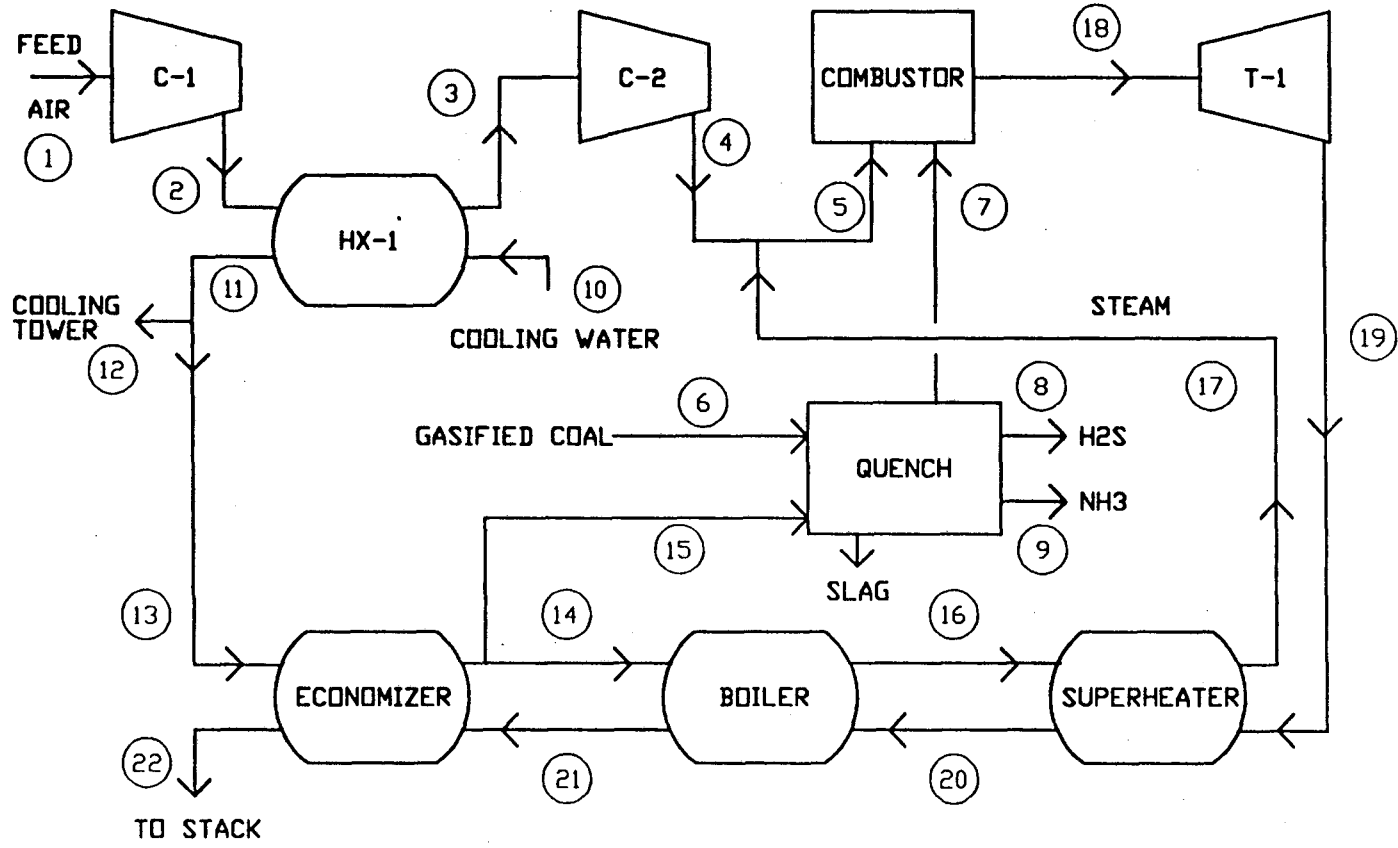 FEED
AIR
1
C-1
2
3
C-2
4
COMBUSTOR
18
T-1
5
7
HX-1
11
10
COOLING WATER
COOLING
TOWER
12
STEAM
19
17
6
GASIFIED COAL
QUENCH
8
H2S
NH3
9
15
SLAG
13
14
16
ECONOMIZER
BOILER
SUPERHEATER
22
21
20
TO STACK